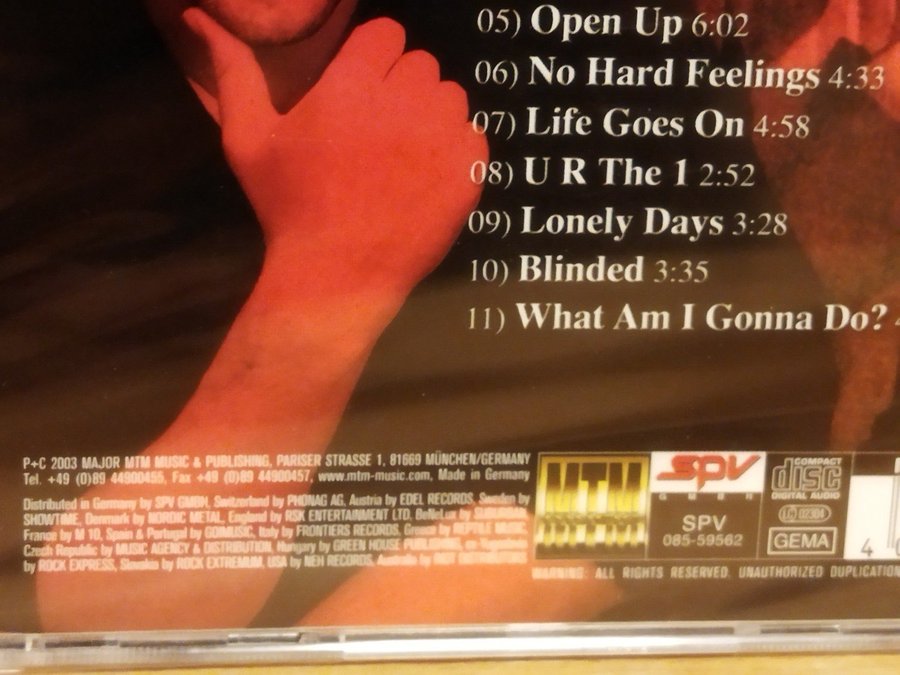 05) Open Up 6:02
06) No Hard Feelings 4:33
07) Life Goes On 4:58
08) U R The 1 2:52
09) Lonely Days 3:28
10) Blinded 3:35
11) What Am I Gonna Do?
P+C 2003 MAJOR MTM MUSIC & PUBLISHING, PARISER STRASSE 1, 81669 MÜNCHEN/GERMANY
Tel. +49 (0)89 44900455, Fax +49 (0)89 44900457, www.mtm-music.com, Made in Germany
Distributed in Germany by SPV GMBH, Switzerland by PHONAG AG, Austria by EDEL RECORDS, Sweden by
SHOWTIME, Denmark by NORDIC METAL, England by RSK ENTERTAINMENT LTD, BeNeLux by
France by M 10, Spain & Portugal by GOIMUSIC, Italy by FRONTIERS RECORDS, Greece by REPTILE MUSIC
Czech Republic by MUSIC AGENCY & DISTRIBUTION, Hungary by GREEN HOUSE PUBLISHING,
by ROCK EXPRESS, Slovakia by ROCK EXTREMUM, USA by NEH RECORDS, Australia by
MTM
SPV
GMBH
SPV
085-59562
COMPACT
disc
DIGITAL AUDIO
LC 02304
GEMA
4 0
WARNING: ALL RIGHTS RESERVED. UNAUTHORIZED DUPLICATION